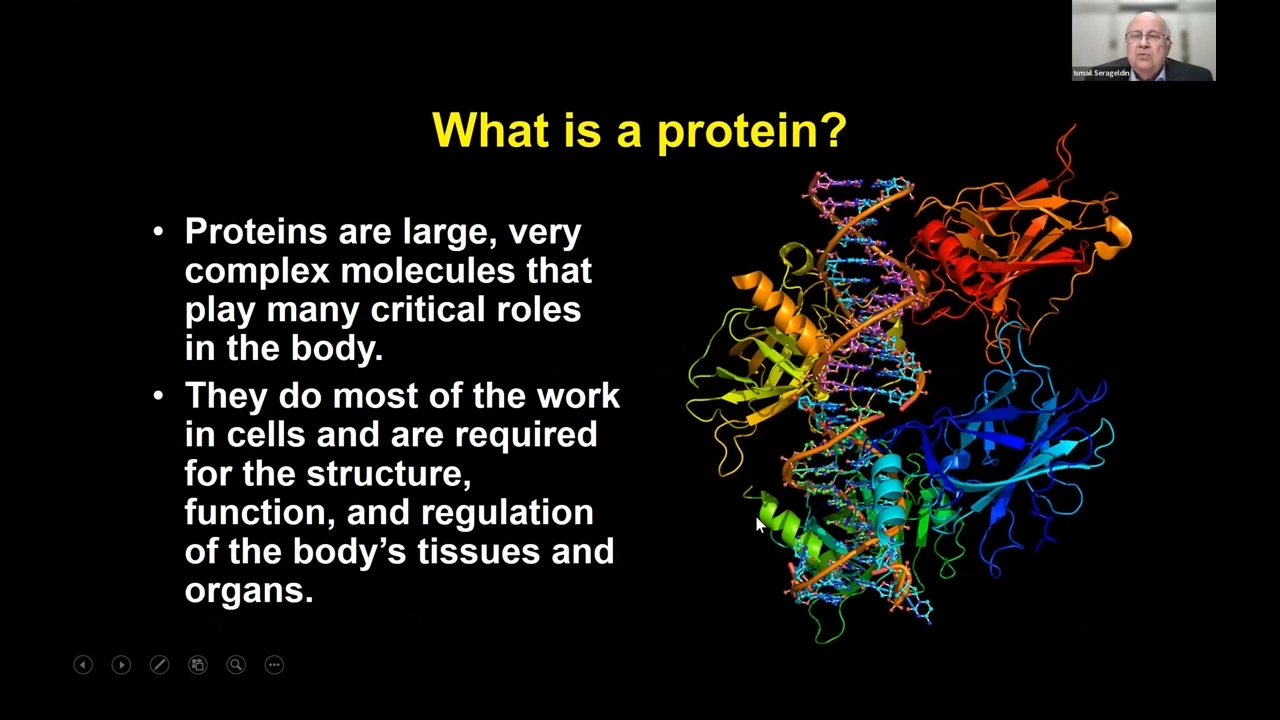 Ismail Serageldin
What is a protein?
• Proteins are large, very
complex molecules that
play many critical roles
in the body.
• They do most of the work
in cells and are required
for the structure,
function, and regulation
of the body’s tissues and
organs.